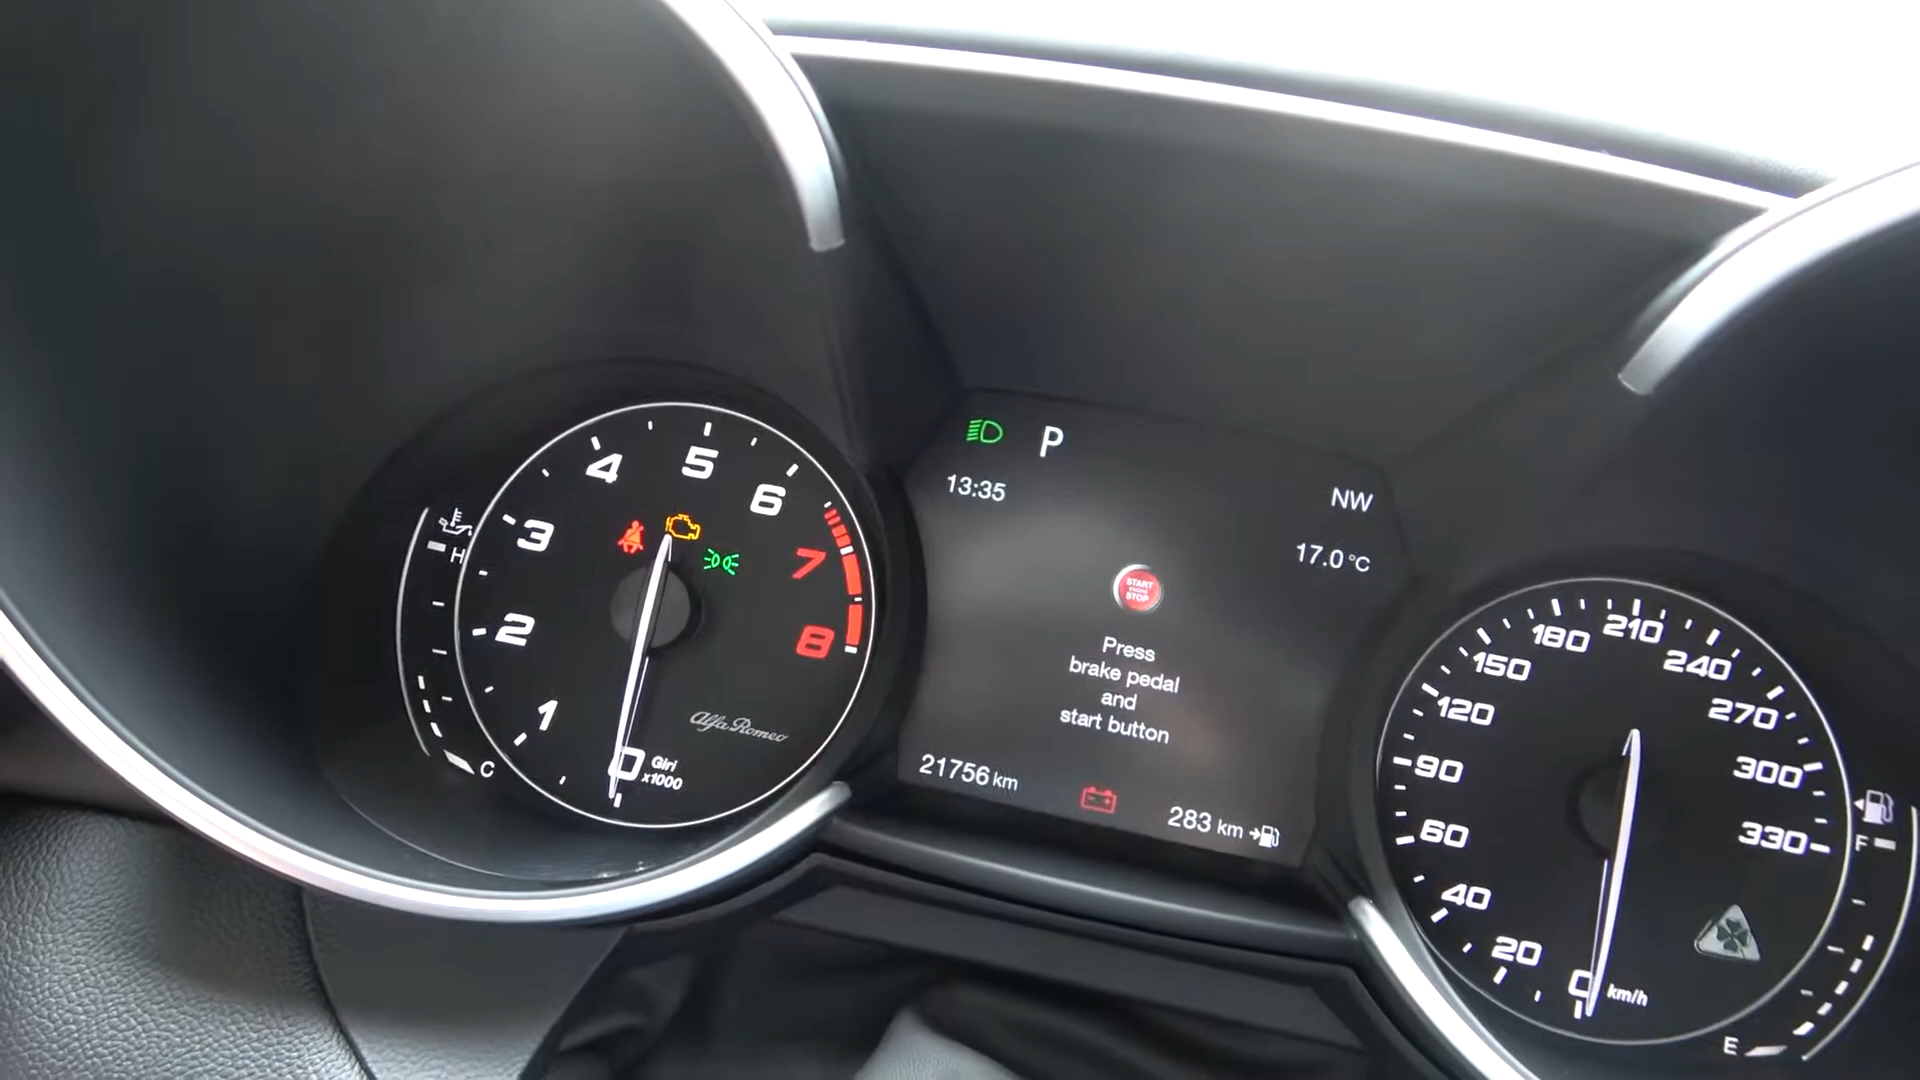 H
C
0
1
2
3
4
5
6
7
8
Giri
x1000
Alfa Romeo
P
13:35
NW
17.0 °C
START
ENGINE
STOP
Press
brake pedal
and
start button
21756 km
283 km
0
20
40
60
90
120
150
180
210
240
270
300
330
km/h
F
E